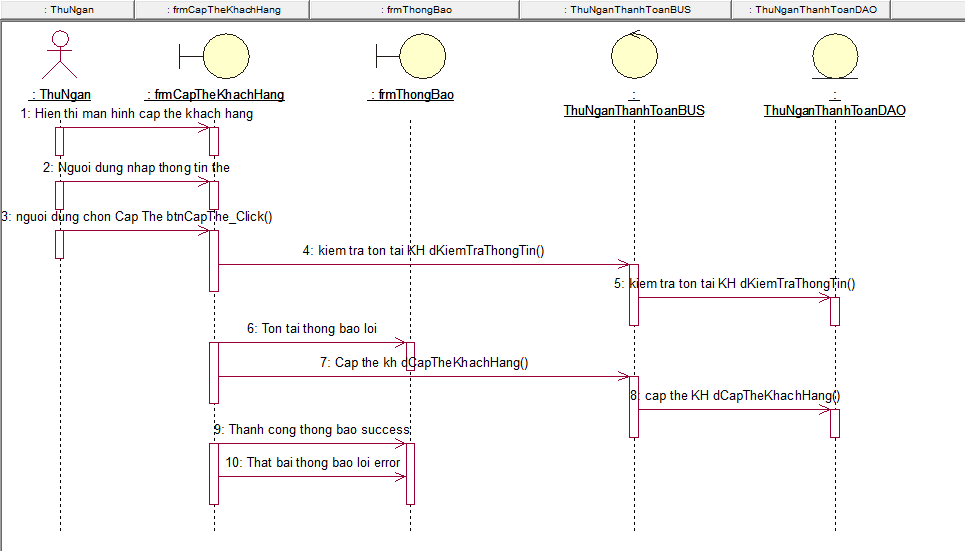 : ThuNgan
: frmCapTheKhachHang
: frmThongBao
: ThuNganThanhToanBUS
: ThuNganThanhToanDAO
: ThuNgan
: frmCapTheKhachHang
: frmThongBao
:
ThuNganThanhToanBUS
:
ThuNganThanhToanDAO
1: Hien thi man hinh cap the khach hang
2: Nguoi dung nhap thong tin the
3: nguoi dung chon Cap The btnCapThe_Click()
4: kiem tra ton tai KH dKiemTraThongTin()
5: kiem tra ton tai KH dKiemTraThongTin()
6: Ton tai thong bao loi
7: Cap the kh dCapTheKhachHang()
8: cap the KH dCapTheKhachHang()
9: Thanh cong thong bao success
10: That bai thong bao loi error